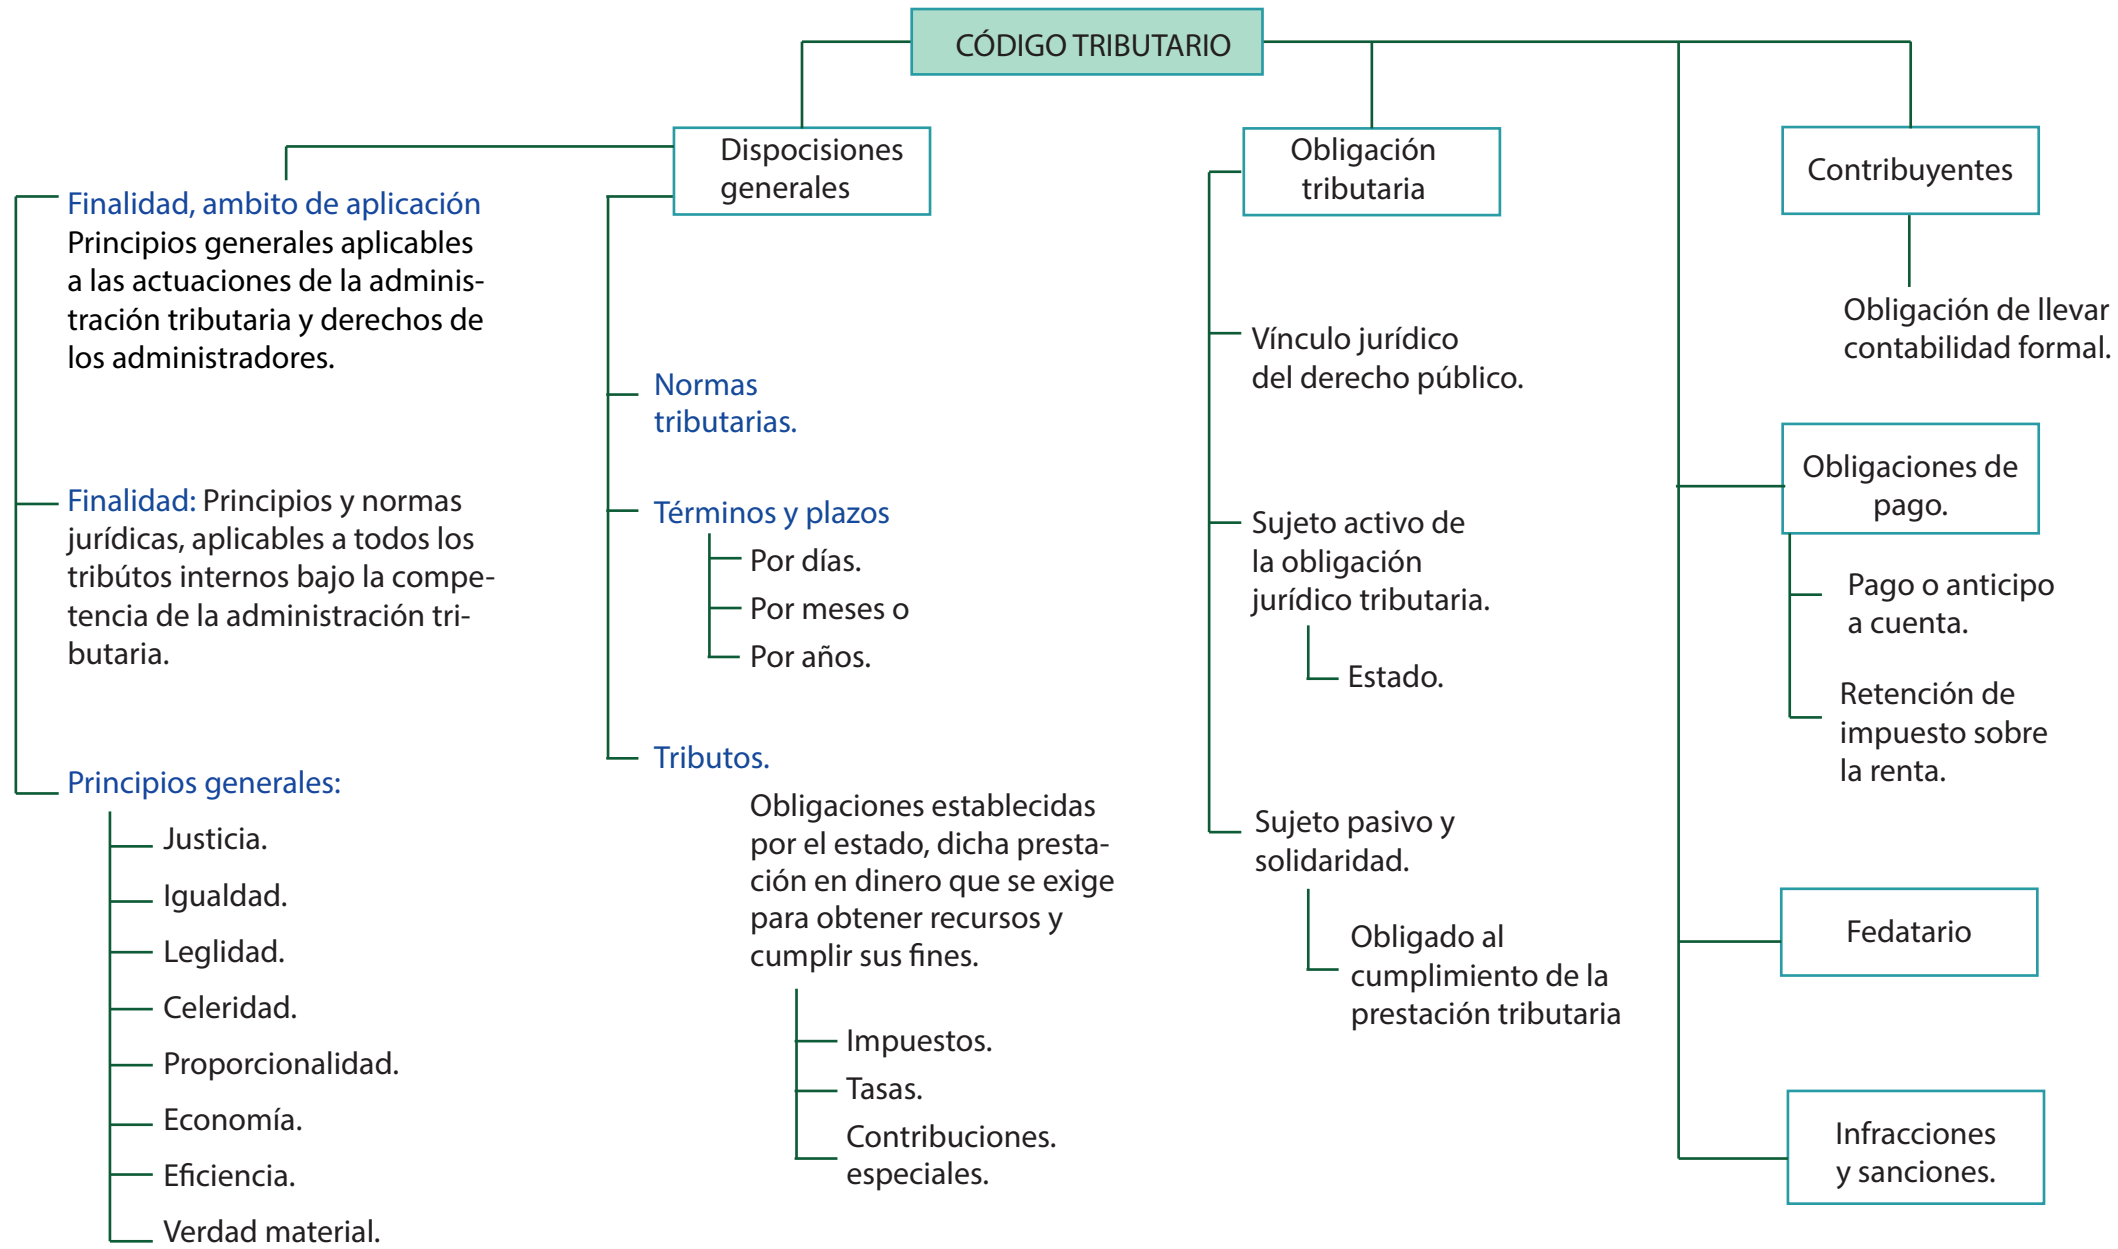 CÓDIGO TRIBUTARIO
Dispocisiones
generales
Finalidad, ambito de aplicación
Principios generales aplicables
a las actuaciones de la adminis-
tración tributaria y derechos de
los administradores.
Finalidad: Principios y normas
jurídicas, aplicables a todos los
tribútos internos bajo la compe-
tencia de la administración tri-
butaria.
Principios generales:
Justicia.
Igualdad.
Leglidad.
Celeridad.
Proporcionalidad.
Economía.
Eficiencia.
Verdad material.
Normas
tributarias.
Términos y plazos
Por días.
Por meses o
Por años.
Tributos.
Obligaciones establecidas
por el estado, dicha presta-
ción en dinero que se exige
para obtener recursos y
cumplir sus fines.
Impuestos.
Tasas.
Contribuciones.
especiales.
Obligación
tributaria
Vínculo jurídico
del derecho público.
Sujeto activo de
la obligación
jurídico tributaria.
Estado.
Sujeto pasivo y
solidaridad.
Obligado al
cumplimiento de la
prestación tributaria
Contribuyentes
Obligación de llevar
contabilidad formal.
Obligaciones de
pago.
Pago o anticipo
a cuenta.
Retención de
impuesto sobre
la renta.
Fedatario
Infracciones
y sanciones.